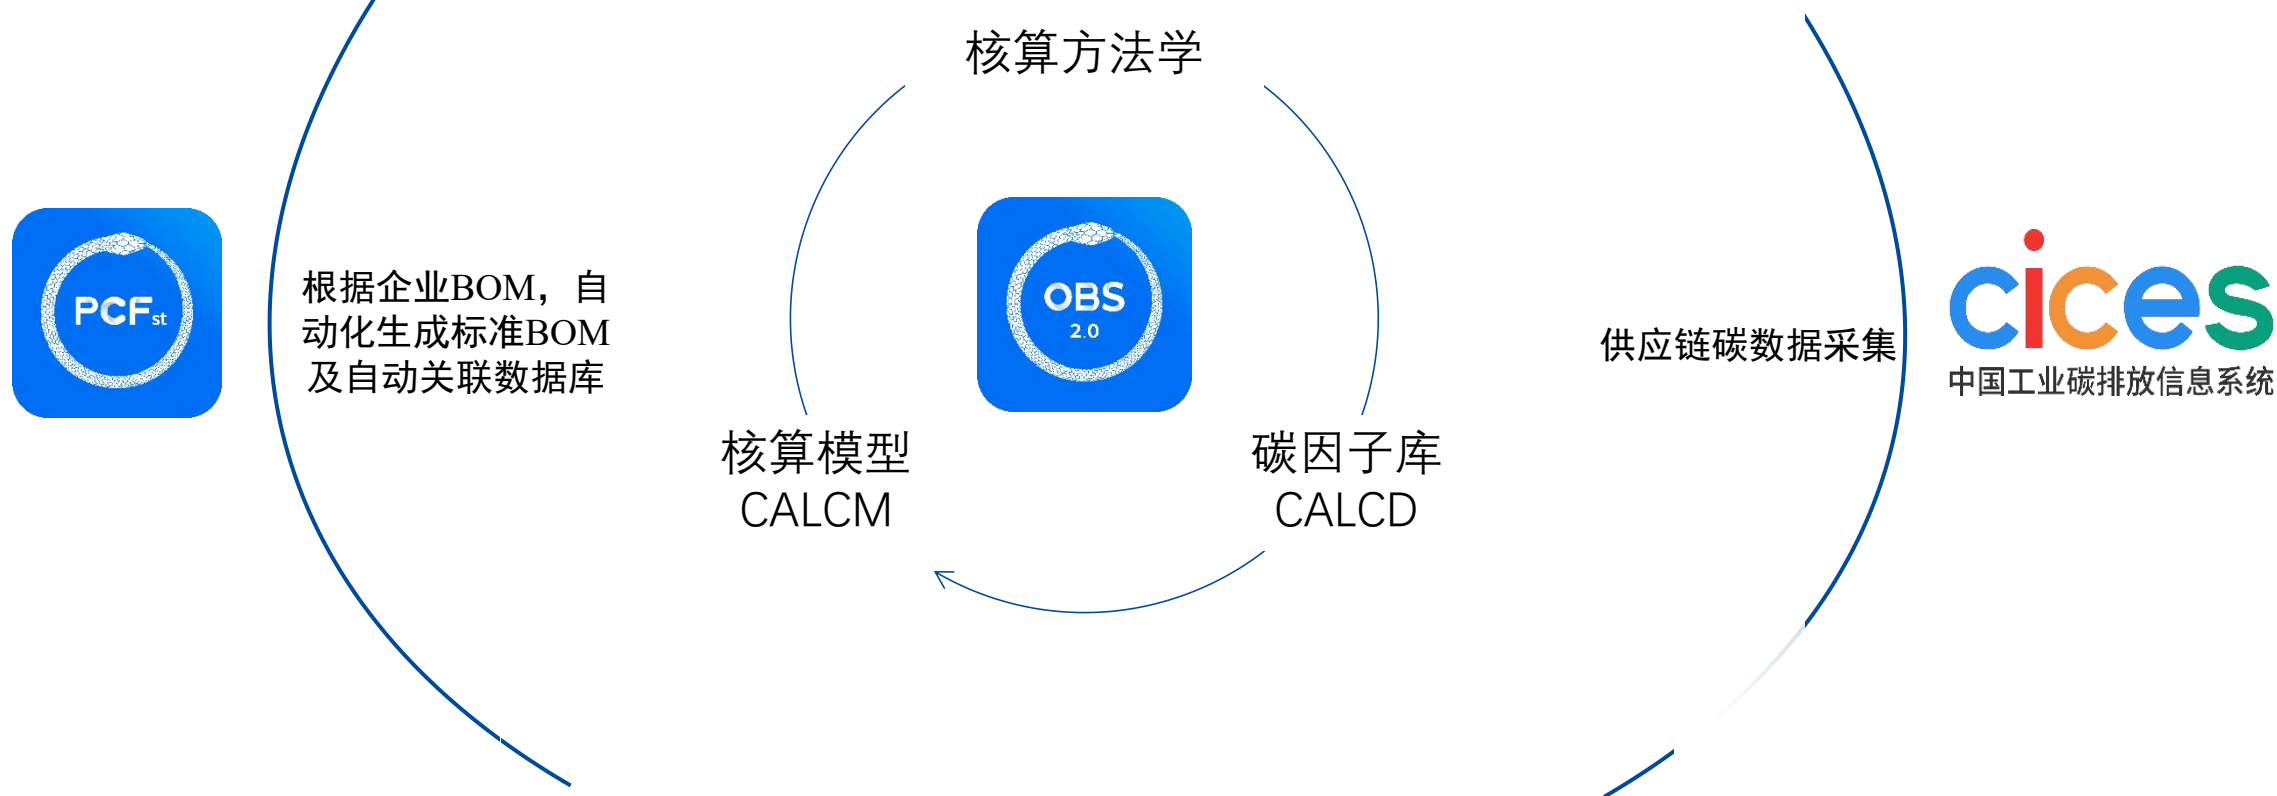 核算方法学
PCFst
根据企业BOM，自
动化生成标准BOM
及自动关联数据库
OBS
2.0
供应链碳数据采集
cices
中国工业碳排放信息系统
核算模型
CALCM
碳因子库
CALCD